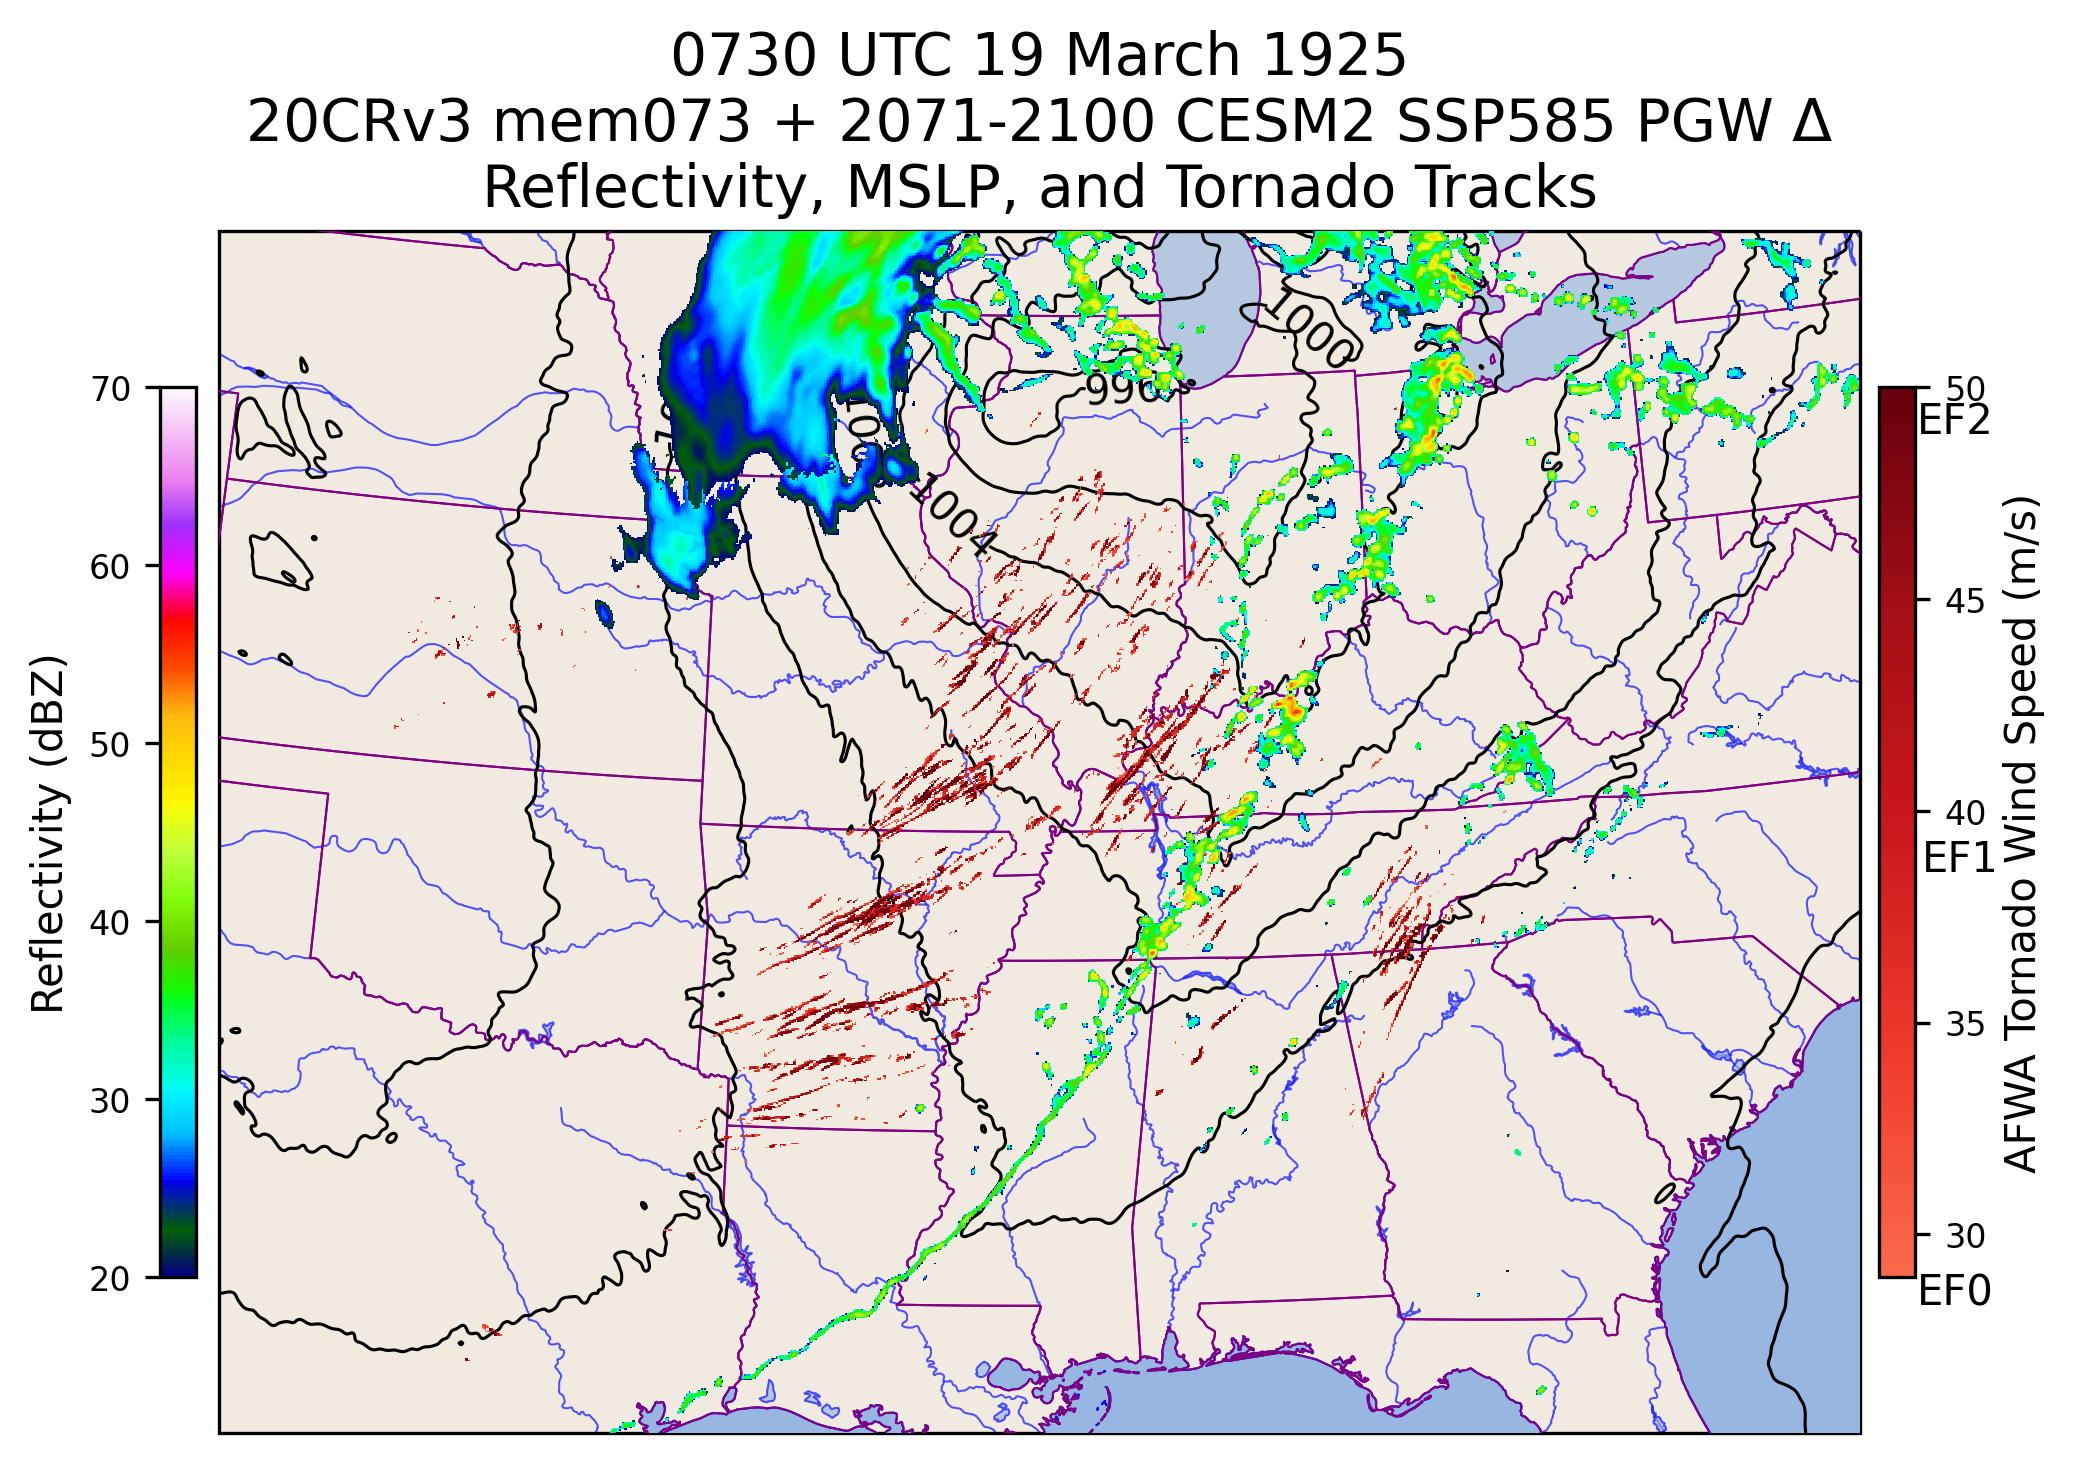 0730 UTC 19 March 1925
20CRv3 mem073 + 2071-2100 CESM2 SSP585 PGW Δ
Reflectivity, MSLP, and Tornado Tracks
1000
996
1004
70
60
50
40
30
20
Reflectivity (dBZ)
50
EF2
45
40
EF1
35
30
EF0
AFWA Tornado Wind Speed (m/s)